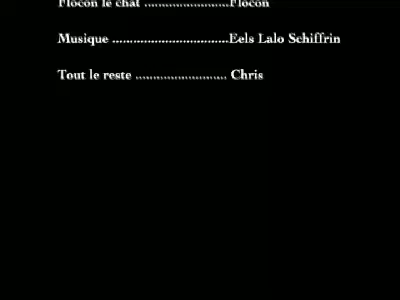 Flocon le chat ........................Flocon
Musique .................................Eels Lalo Schiffrin
Tout le reste .......................... Chris